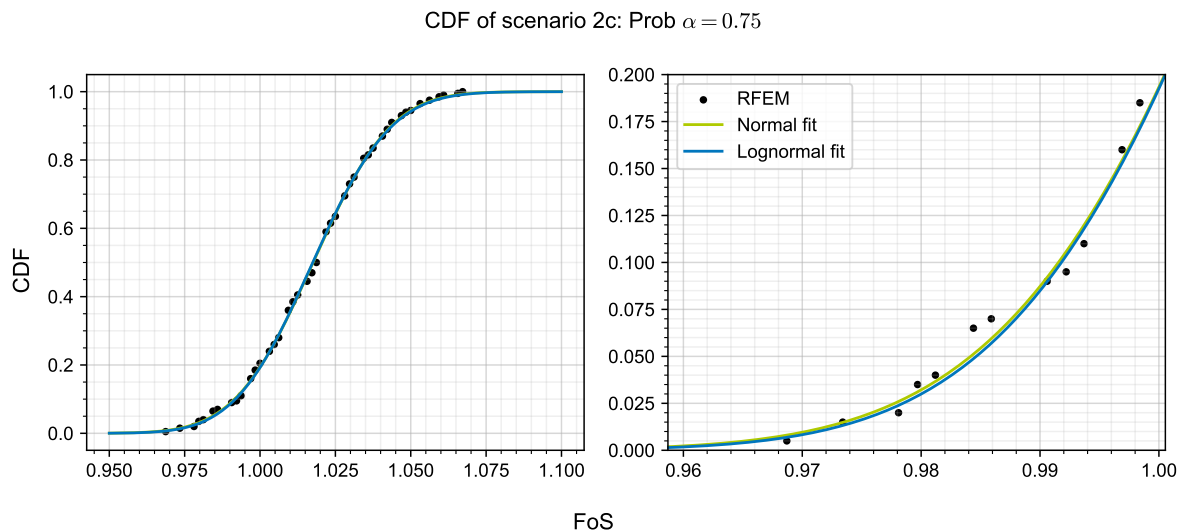 CDF of scenario 2c: Prob α = 0.75
CDF
1.0
0.8
0.6
0.4
0.2
0.0
0.950 0.975 1.000 1.025 1.050 1.075 1.100
0.200
0.175
0.150
0.125
0.100
0.075
0.050
0.025
0.000
RFEM
Normal fit
Lognormal fit
0.96 0.97 0.98 0.99 1.00
FoS